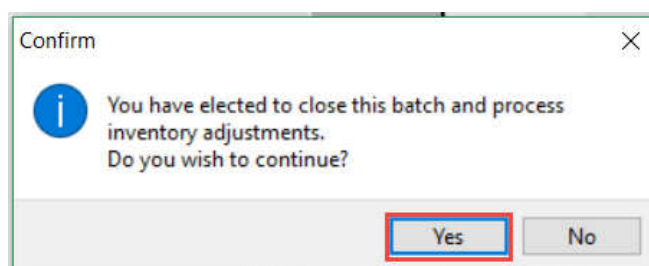 Confirm
You have elected to close this batch and process
inventory adjustments.
Do you wish to continue?
Yes No